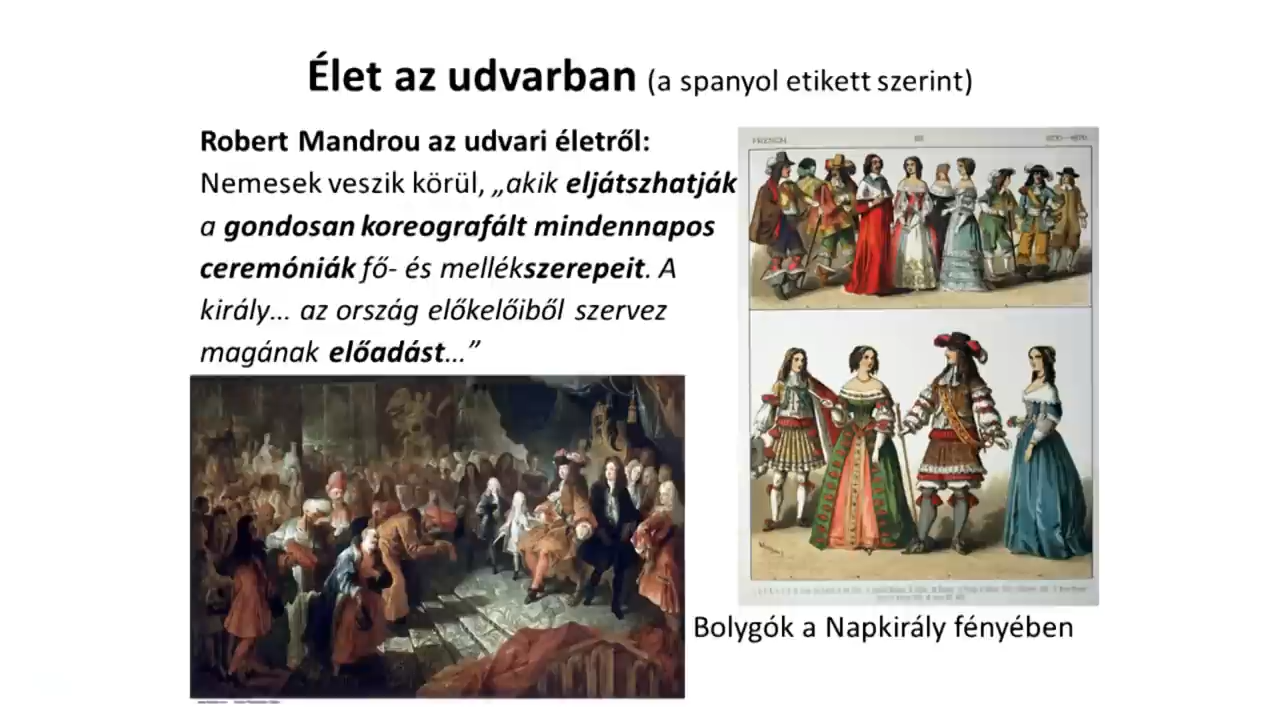 Élet az udvarban (a spanyol etikett szerint)
Robert Mandrou az udvari életről:
Nemesek veszik körül, „akik eljátszhatják
a gondosan koreografált mindennapos
ceremóniák fő- és mellékszerepeit. A
király... az ország előkelőiből szervez
magának előadást...”
FRENCH.
Bolygók a Napkirály fényében